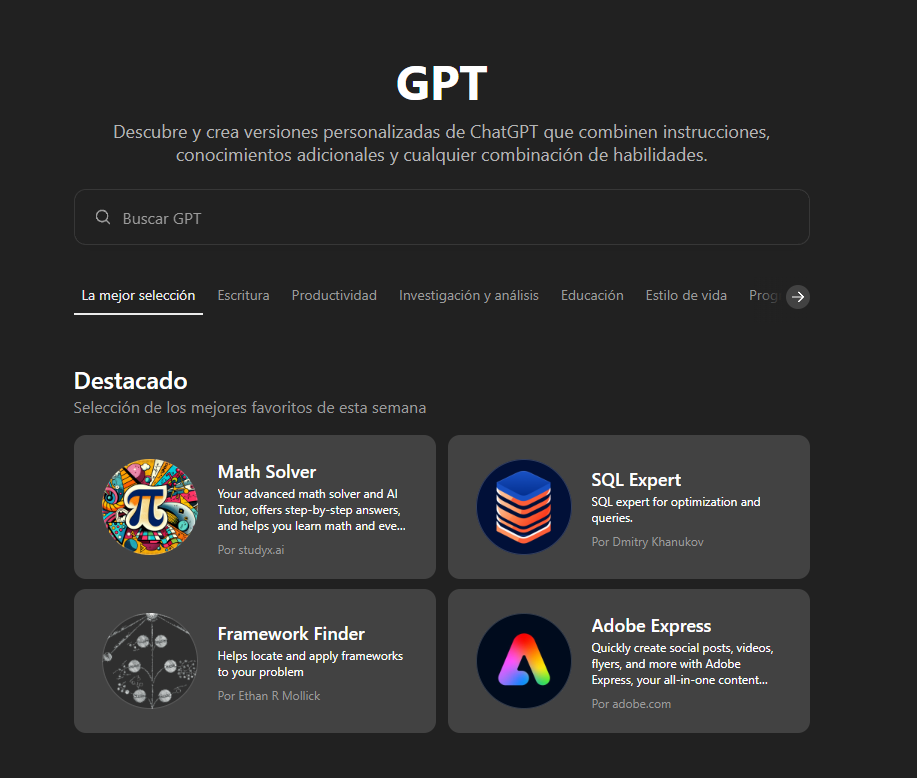 GPT
Descubre y crea versiones personalizadas de ChatGPT que combinen instrucciones,
conocimientos adicionales y cualquier combinación de habilidades.
Buscar GPT
La mejor selección Escritura Productividad Investigación y análisis Educación Estilo de vida
Destacado
Selección de los mejores favoritos de esta semana
Math Solver
Your advanced math solver and AI
Tutor, offers step-by-step answers,
and helps you learn math and eve...
Por studyx.ai
SQL Expert
SQL expert for optimization and
queries.
Por Dmitry Khanukov
Framework Finder
Helps locate and apply frameworks
to your problem
Por Ethan R Mollick
Adobe Express
Quickly create social posts, videos,
flyers, and more with Adobe
Express, your all-in-one content...
Por adobe.com